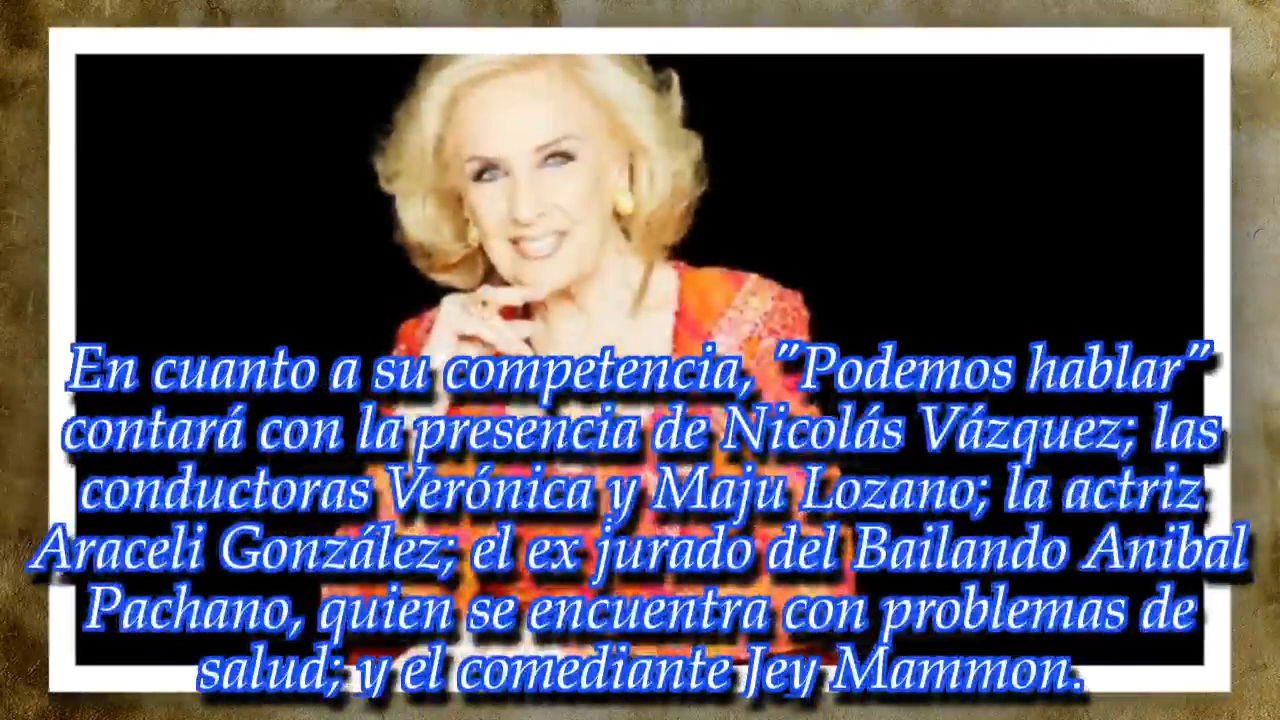 En cuanto a su competencia, "Podemos hablar"
contará con la presencia de Nicolás Vázquez; las
conductoras Verónica y Maju Lozano; la actriz
Araceli González; el ex jurado del Bailando Anibal
Pachano, quien se encuentra con problemas de
salud; y el comediante Jey Mammon.